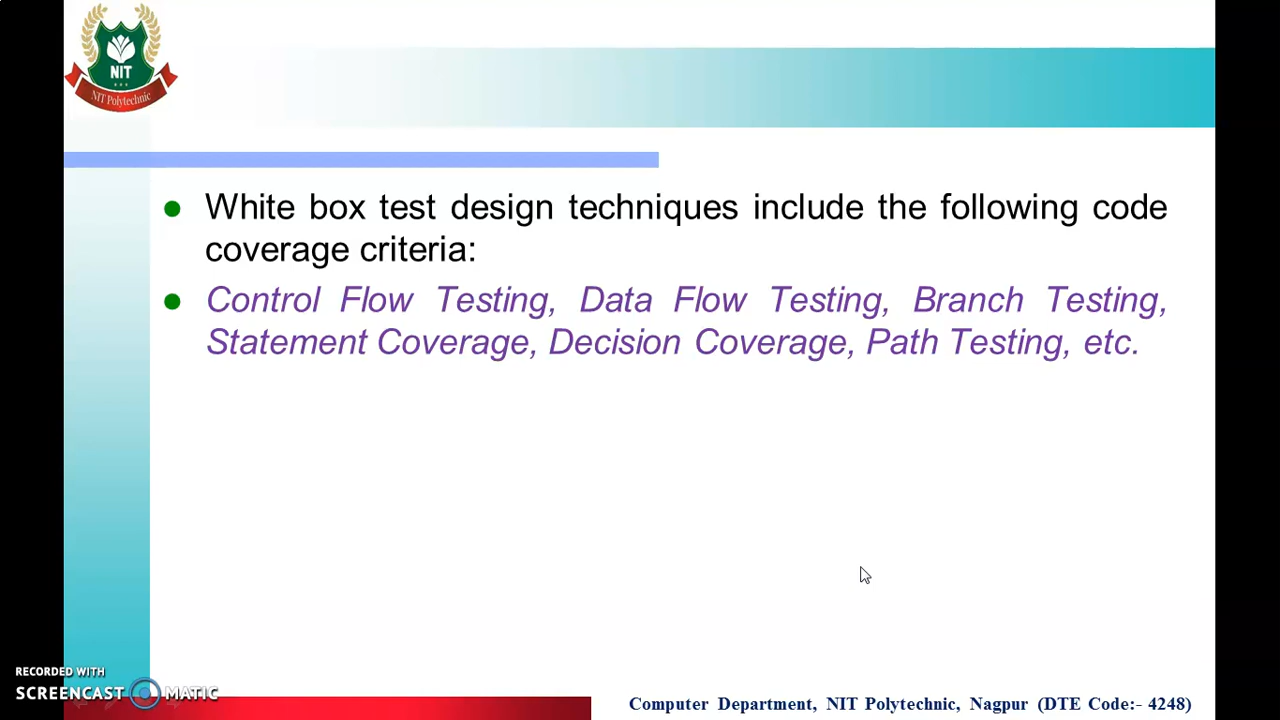 NIT
NIT Polytechnic
White box test design techniques include the following code
coverage criteria:
Control Flow Testing, Data Flow Testing, Branch Testing,
Statement Coverage, Decision Coverage, Path Testing, etc.
RECORDED WITH
SCREENCAST MATIC
Computer Department, NIT Polytechnic, Nagpur (DTE Code:- 4248)